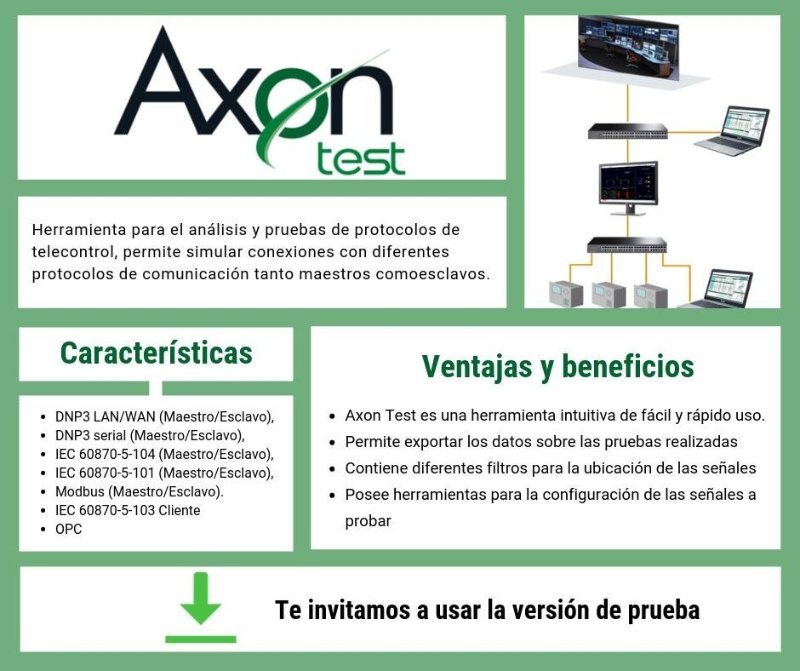 Axon
test
Herramienta para el análisis y pruebas de protocolos de
telecontrol, permite simular conexiones con diferentes
protocolos de comunicación tanto maestros comoesclavos.
Características
• DNP3 LAN/WAN (Maestro/Esclavo),
• DNP3 serial (Maestro/Esclavo),
• IEC 60870-5-104 (Maestro/Esclavo),
• IEC 60870-5-101 (Maestro/Esclavo),
• Modbus (Maestro/Esclavo).
• IEC 60870-5-103 Cliente
• OPC
Ventajas y beneficios
• Axon Test es una herramienta intuitiva de fácil y rápido uso.
• Permite exportar los datos sobre las pruebas realizadas
• Contiene diferentes filtros para la ubicación de las señales
• Posee herramientas para la configuración de las señales a
probar
Te invitamos a usar la versión de prueba